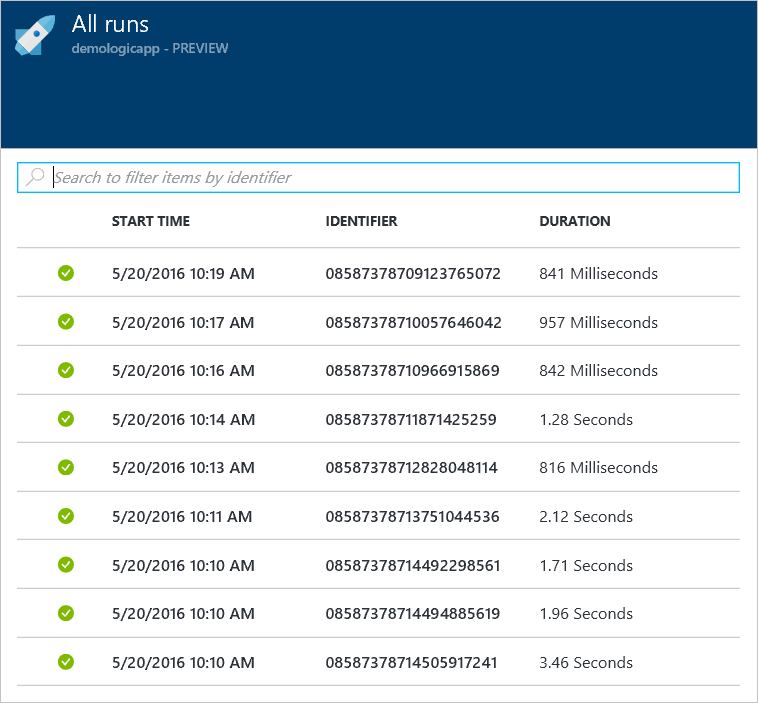 All runs
demologicapp - PREVIEW
Search to filter items by identifier
START TIME IDENTIFIER DURATION
5/20/2016 10:19 AM 08587378709123765072 841 Milliseconds
5/20/2016 10:17 AM 08587378710057646042 957 Milliseconds
5/20/2016 10:16 AM 08587378710966915869 842 Milliseconds
5/20/2016 10:14 AM 08587378711871425259 1.28 Seconds
5/20/2016 10:13 AM 08587378712828048114 816 Milliseconds
5/20/2016 10:11 AM 08587378713751044536 2.12 Seconds
5/20/2016 10:10 AM 08587378714492298561 1.71 Seconds
5/20/2016 10:10 AM 08587378714494885619 1.96 Seconds
5/20/2016 10:10 AM 08587378714505917241 3.46 Seconds